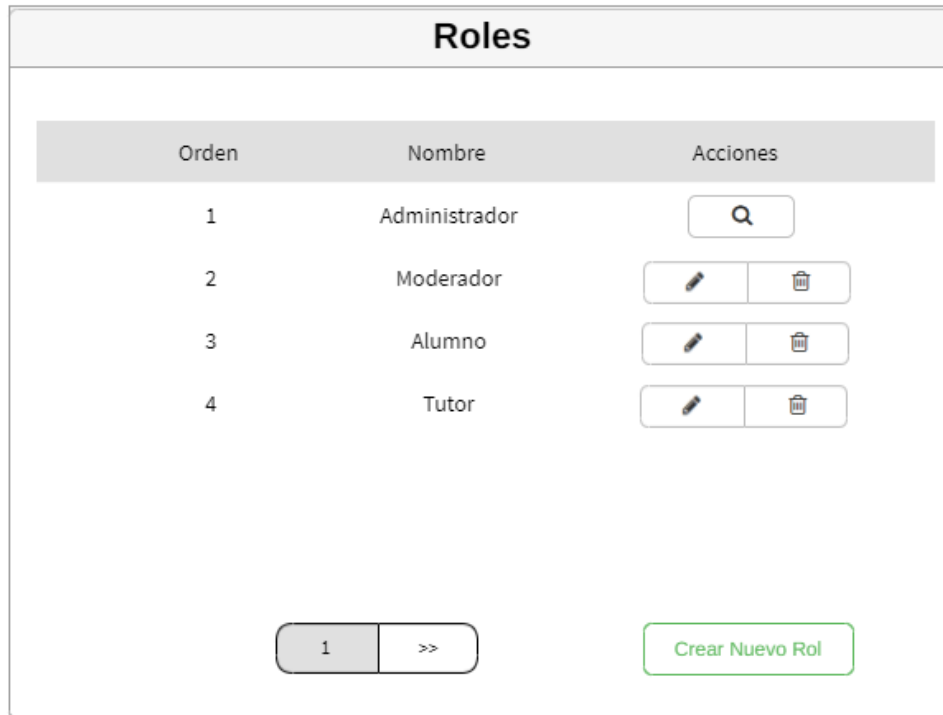 Roles
Orden Nombre Acciones
1 Administrador
2 Moderador
3 Alumno
4 Tutor
1 >> Crear Nuevo Rol